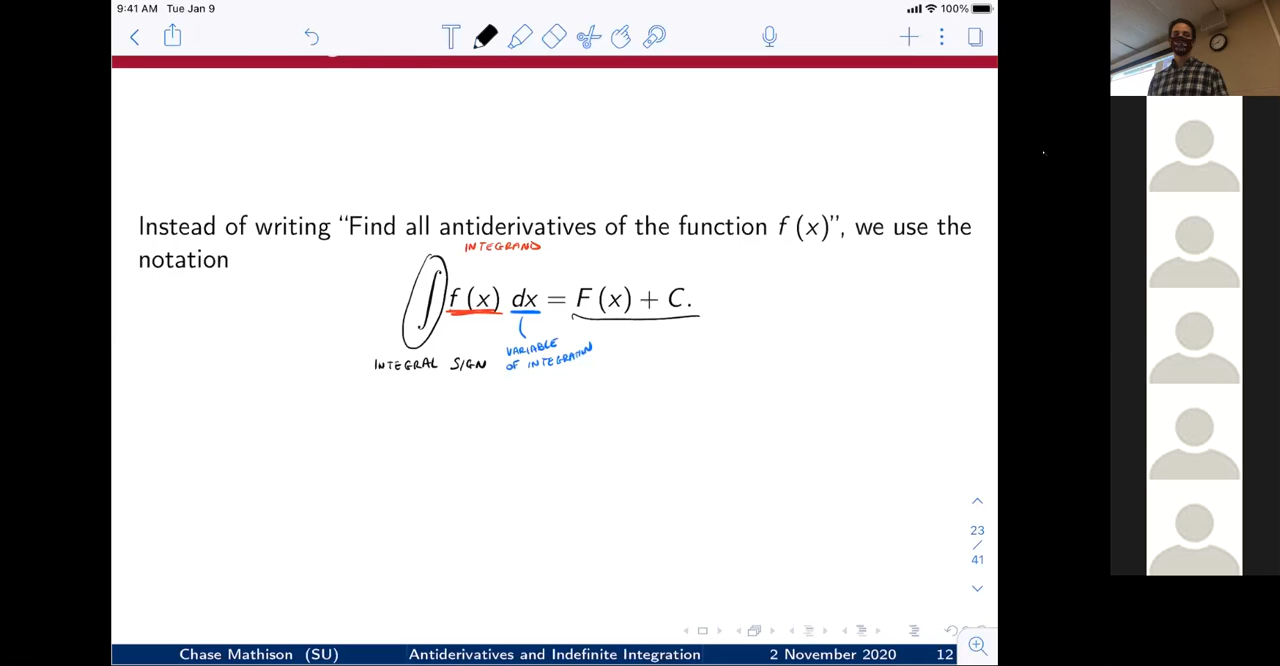 9:41 AM Tue Jan 9
100%
Instead of writing “Find all antiderivatives of the function f (x)”, we use the
notation
INTEGRAND
∫ f (x) dx = F (x) + C.
INTEGRAL SIGN
VARIABLE
OF INTEGRATION
23
/
41
Chase Mathison (SU) Antiderivatives and Indefinite Integration 2 November 2020 12